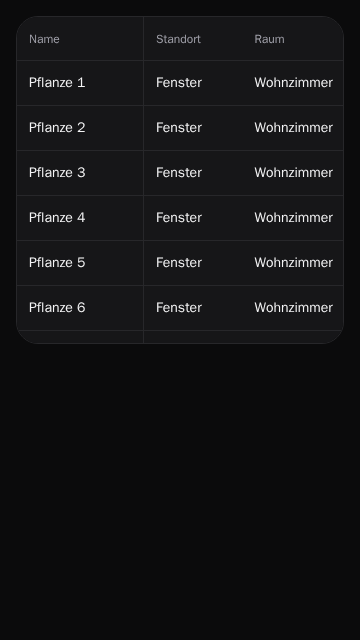 Name Standort Raum
Pflanze 1 Fenster Wohnzimmer
Pflanze 2 Fenster Wohnzimmer
Pflanze 3 Fenster Wohnzimmer
Pflanze 4 Fenster Wohnzimmer
Pflanze 5 Fenster Wohnzimmer
Pflanze 6 Fenster Wohnzimmer